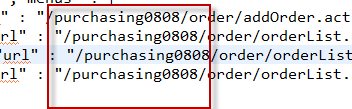 " : "/purchasing0808/order/addOrder.act
rl" : "/purchasing0808/order/orderList.
"url" : "/purchasing0808/order/orderList
rl" : "/purchasing0808/order/orderList.